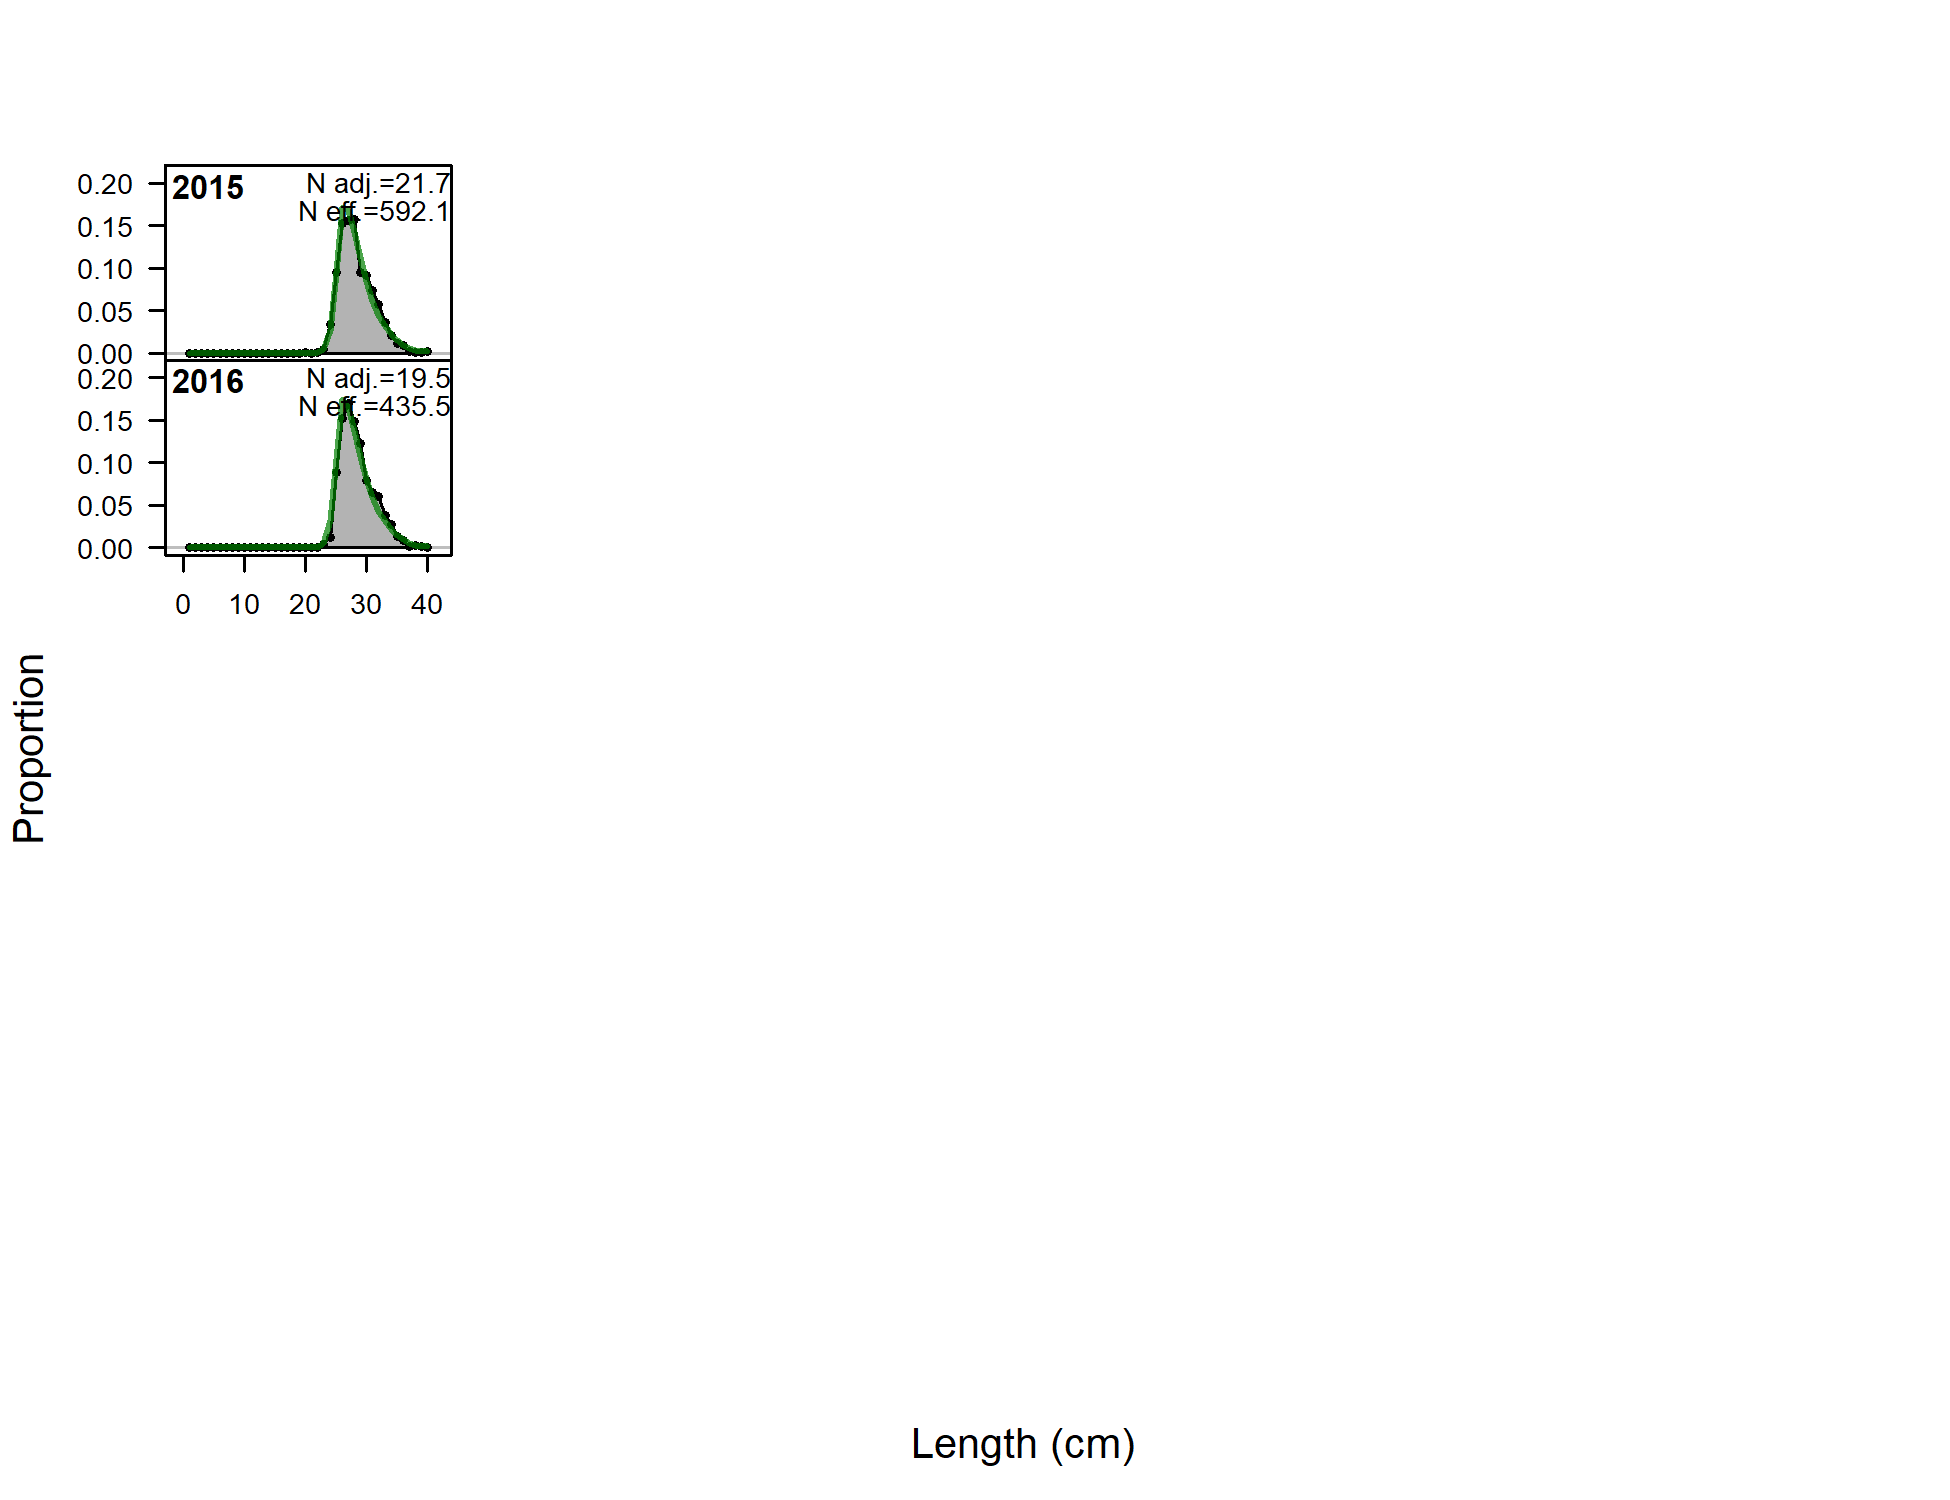 0.20
0.15
0.10
0.05
0.00
2015
N adj.=21.7
N eff.=592.1
0.20
0.15
0.10
0.05
0.00
2016
N adj.=19.5
N eff.=435.5
0 10 20 30 40
Proportion
Length (cm)